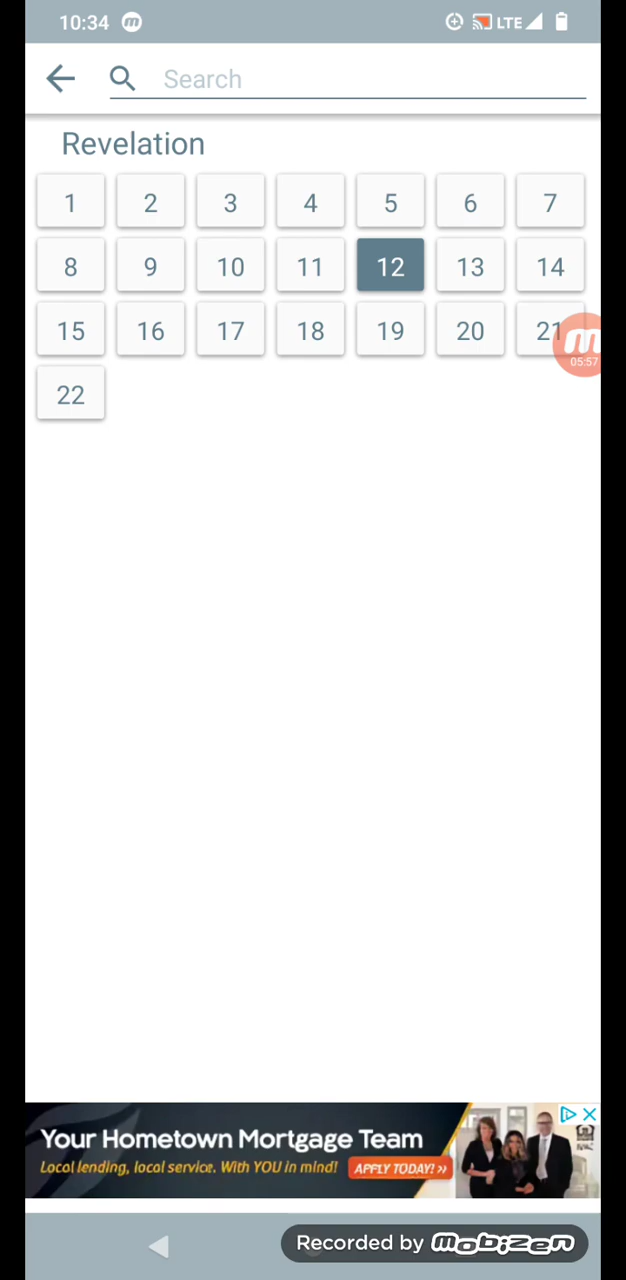 10:34 m LTE
Search
Revelation
1 2 3 4 5 6 7
8 9 10 11 12 13 14
15 16 17 18 19 20 21
m
05:57
22
Your Hometown Mortgage Team
Local lending, local service. With YOU in mind! APPLY TODAY! »
Recorded by mobizen